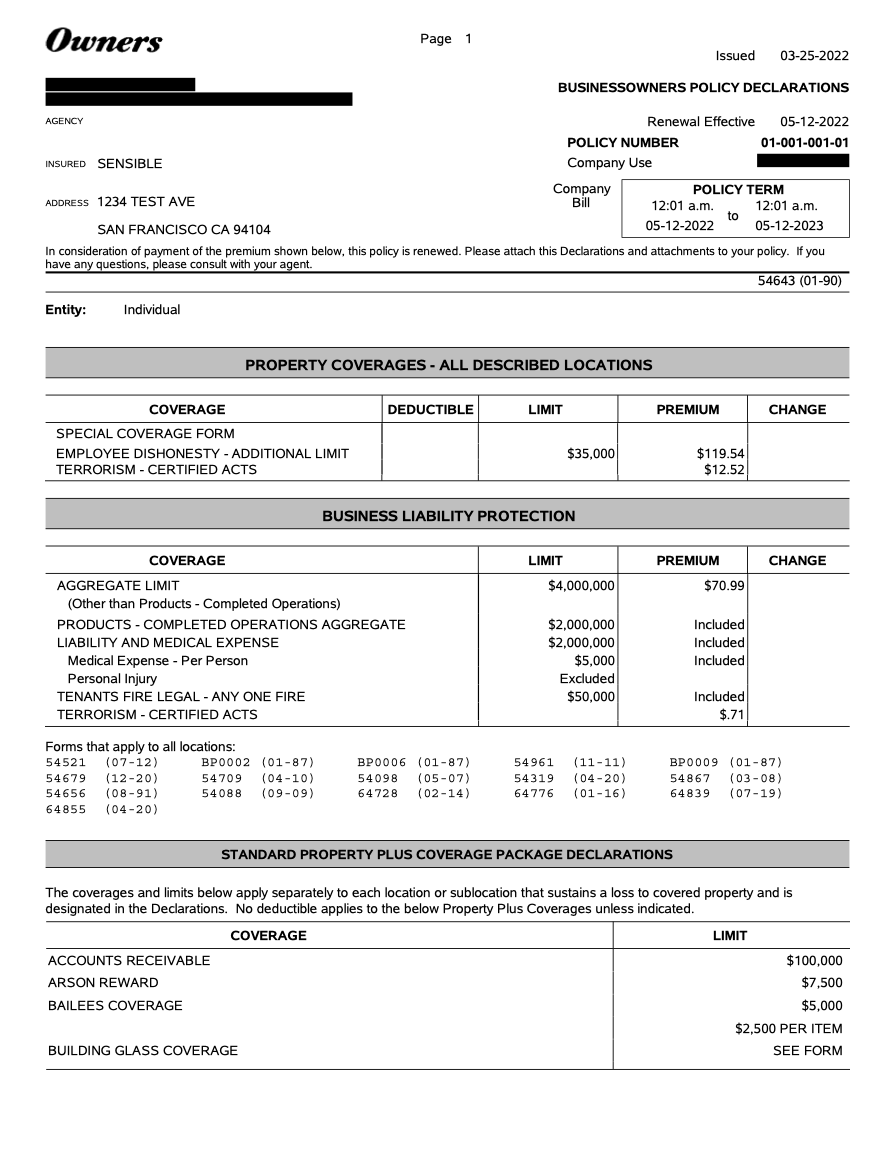 Owners
Page 1
Issued 03-25-2022
BUSINESSOWNERS POLICY DECLARATIONS
AGENCY
Renewal Effective 05-12-2022
POLICY NUMBER 01-001-001-01
INSURED SENSIBLE
Company Use
ADDRESS 1234 TEST AVE
SAN FRANCISCO CA 94104
Company
Bill
POLICY TERM
12:01 a.m. to 12:01 a.m.
05-12-2022 05-12-2023
In consideration of payment of the premium shown below, this policy is renewed. Please attach this Declarations and attachments to your policy. If you
have any questions, please consult with your agent.
54643 (01-90)
Entity: Individual
PROPERTY COVERAGES - ALL DESCRIBED LOCATIONS
COVERAGE DEDUCTIBLE LIMIT PREMIUM CHANGE
SPECIAL COVERAGE FORM
EMPLOYEE DISHONESTY - ADDITIONAL LIMIT $35,000 $119.54
TERRORISM - CERTIFIED ACTS $12.52
BUSINESS LIABILITY PROTECTION
COVERAGE LIMIT PREMIUM CHANGE
AGGREGATE LIMIT $4,000,000 $70.99
(Other than Products - Completed Operations)
PRODUCTS - COMPLETED OPERATIONS AGGREGATE $2,000,000 Included
LIABILITY AND MEDICAL EXPENSE $2,000,000 Included
Medical Expense - Per Person $5,000 Included
Personal Injury Excluded
TENANTS FIRE LEGAL - ANY ONE FIRE $50,000 Included
TERRORISM - CERTIFIED ACTS $.71
Forms that apply to all locations:
54521 (07-12) BP0002 (01-87) BP0006 (01-87) 54961 (11-11) BP0009 (01-87)
54679 (12-20) 54709 (04-10) 54098 (05-07) 54319 (04-20) 54867 (03-08)
54656 (08-91) 54088 (09-09) 64728 (02-14) 64776 (01-16) 64839 (07-19)
64855 (04-20)
STANDARD PROPERTY PLUS COVERAGE PACKAGE DECLARATIONS
The coverages and limits below apply separately to each location or sublocation that sustains a loss to covered property and is
designated in the Declarations. No deductible applies to the below Property Plus Coverages unless indicated.
COVERAGE LIMIT
ACCOUNTS RECEIVABLE $100,000
ARSON REWARD $7,500
BAILEES COVERAGE $5,000
$2,500 PER ITEM
BUILDING GLASS COVERAGE SEE FORM